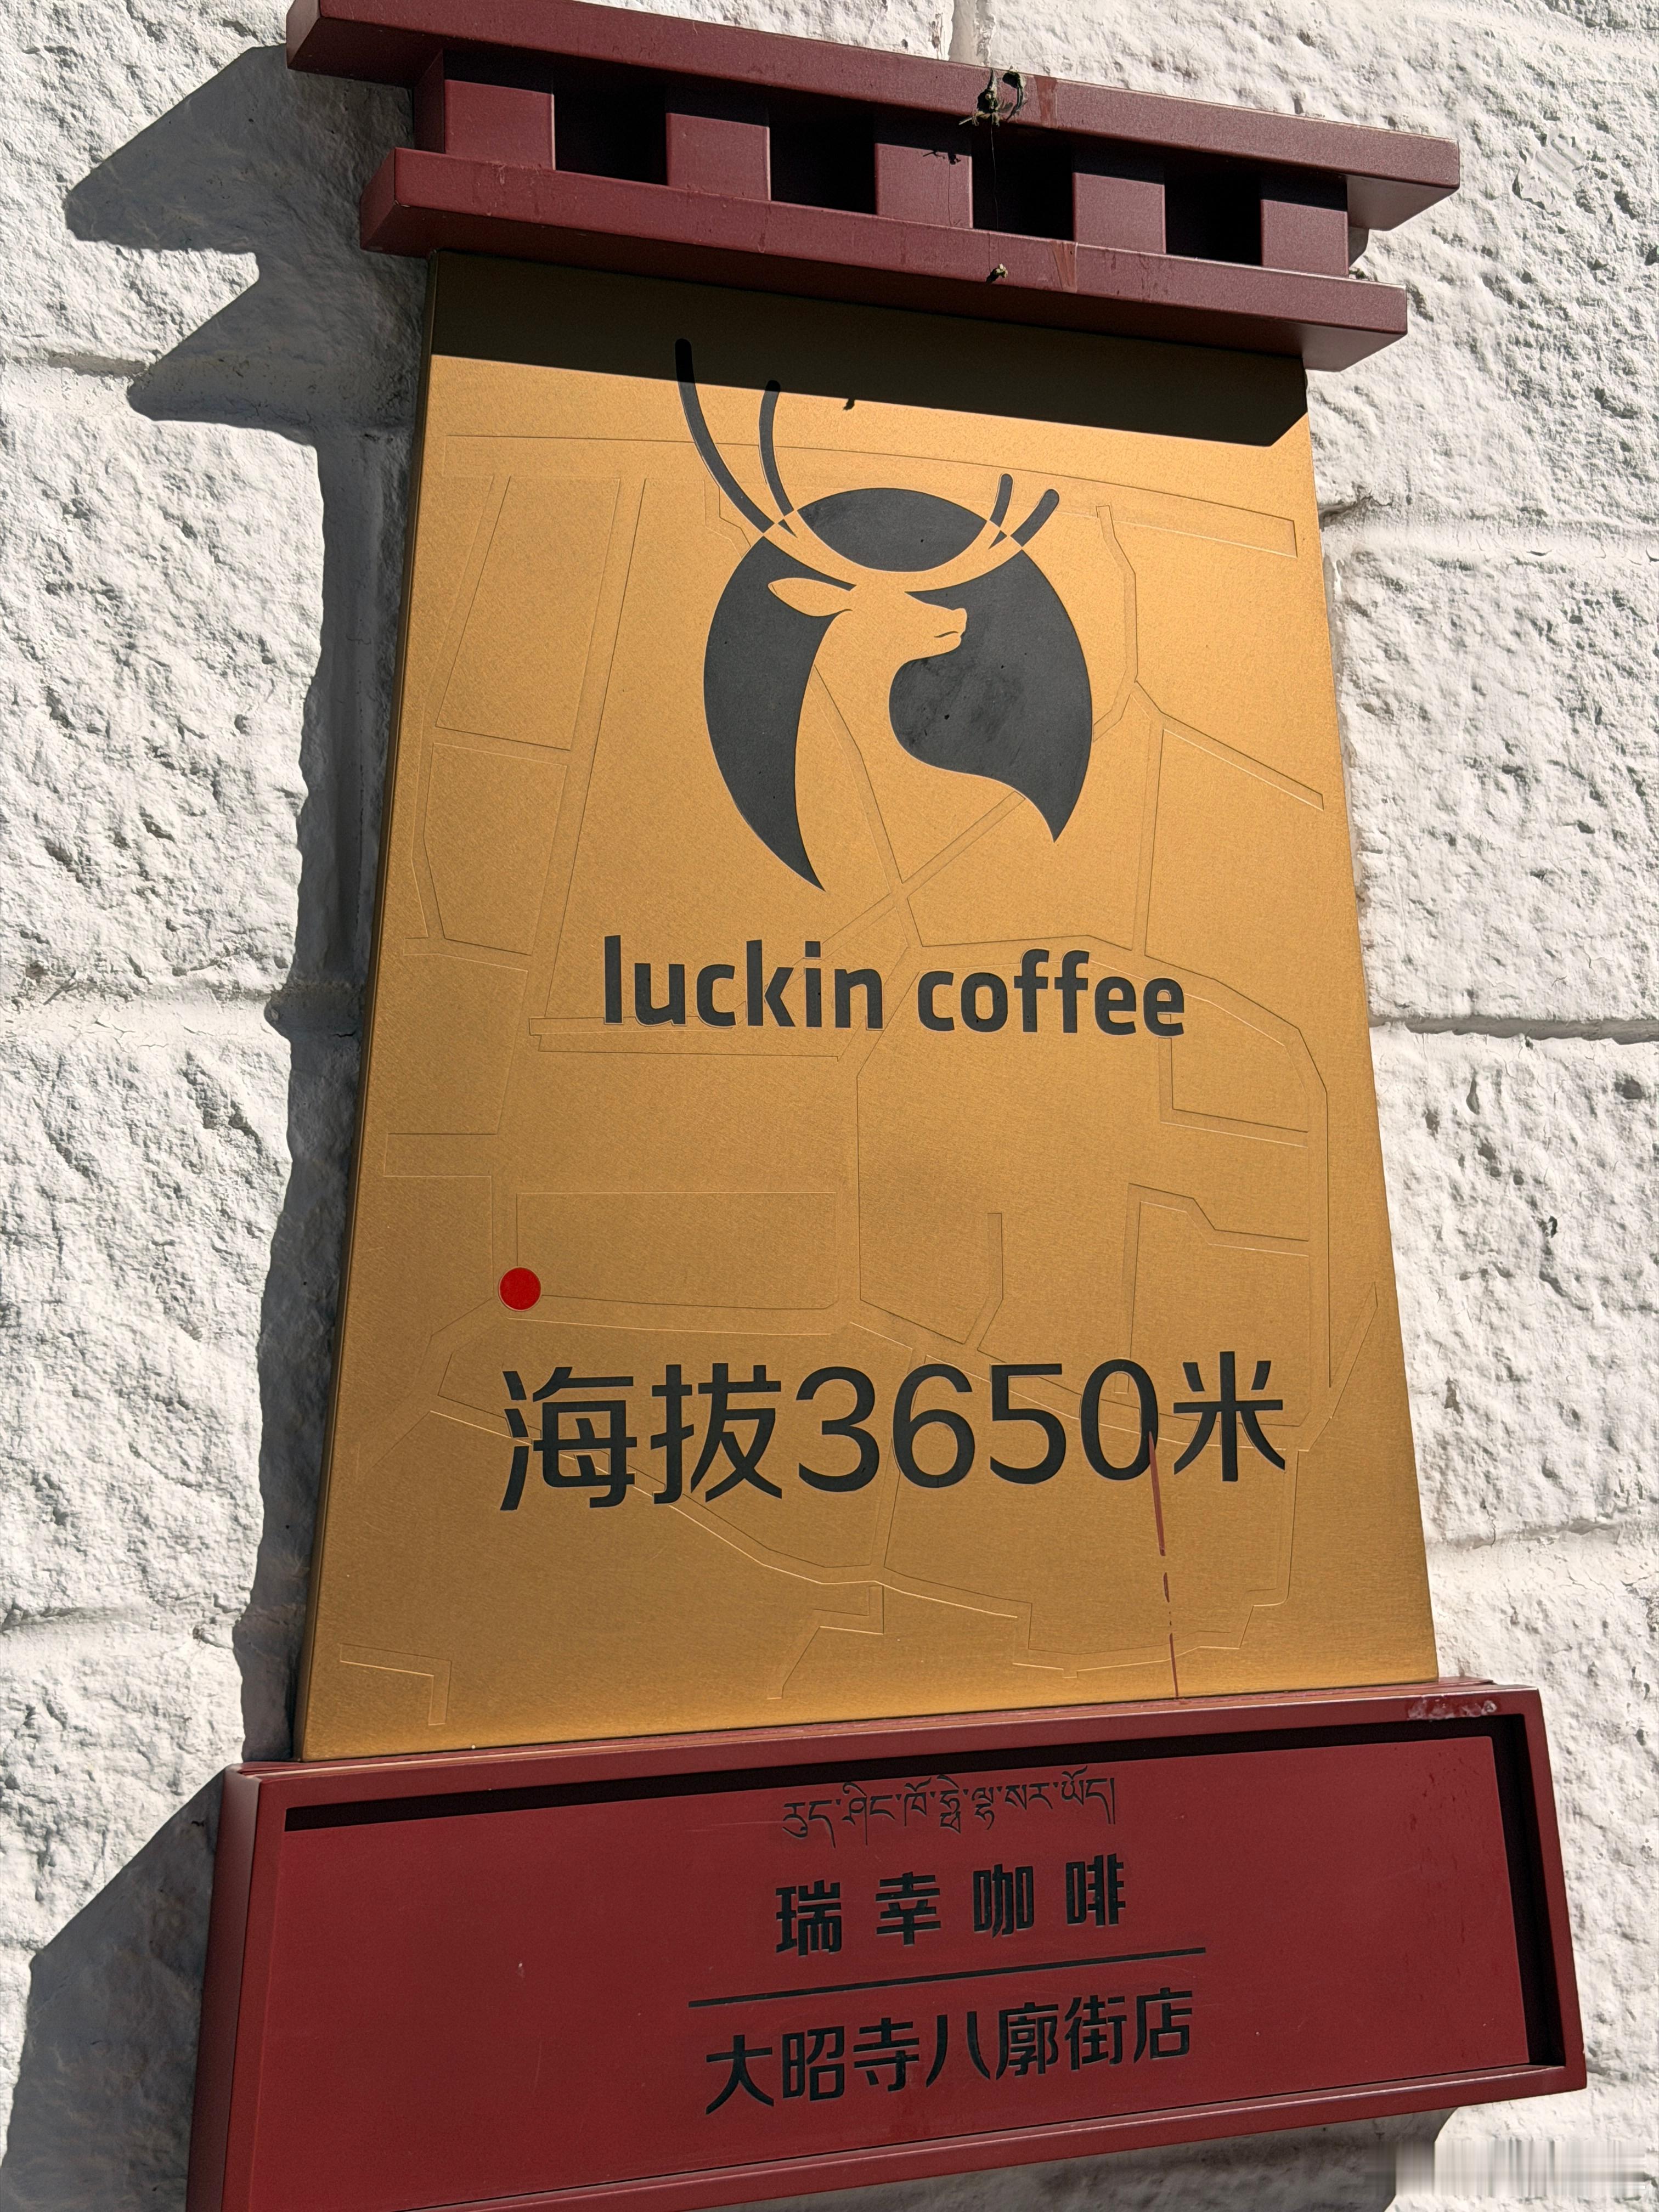 luckin coffee
海拔3650米
རུད་ཤིང་ཁོ་ཧྥེ་ལྷ་སར་ཡོད།
瑞幸咖啡
大昭寺八廓街店